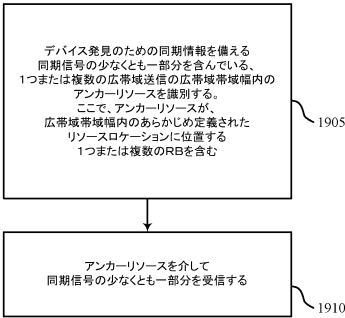 デバイス発見のための同期情報を備える
同期信号の少なくとも一部分を含んでいる、
1つまたは複数の広帯域送信の広帯域帯域幅内の
アンカーリソースを識別する。
ここで、アンカーリソースが、
広帯域帯域幅内のあらかじめ定義された
リソースロケーションに位置する
1つまたは複数のRBを含む
1905
アンカーリソースを介して
同期信号の少なくとも一部分を受信する
1910